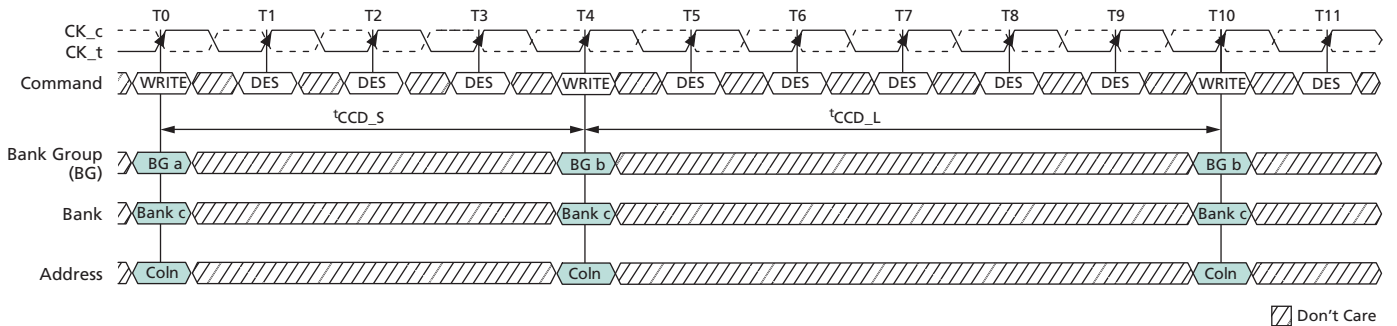 T0 T1 T2 T3 T4 T5 T6 T7 T8 T9 T10 T11
CK_c
CK_t
Command WRITE DES DES DES WRITE DES DES DES DES DES WRITE DES
tCCD_S tCCD_L
Bank Group
(BG) BG a BG b BG b
Bank Bank c Bank c Bank c
Address Coln Coln Coln
Don't Care